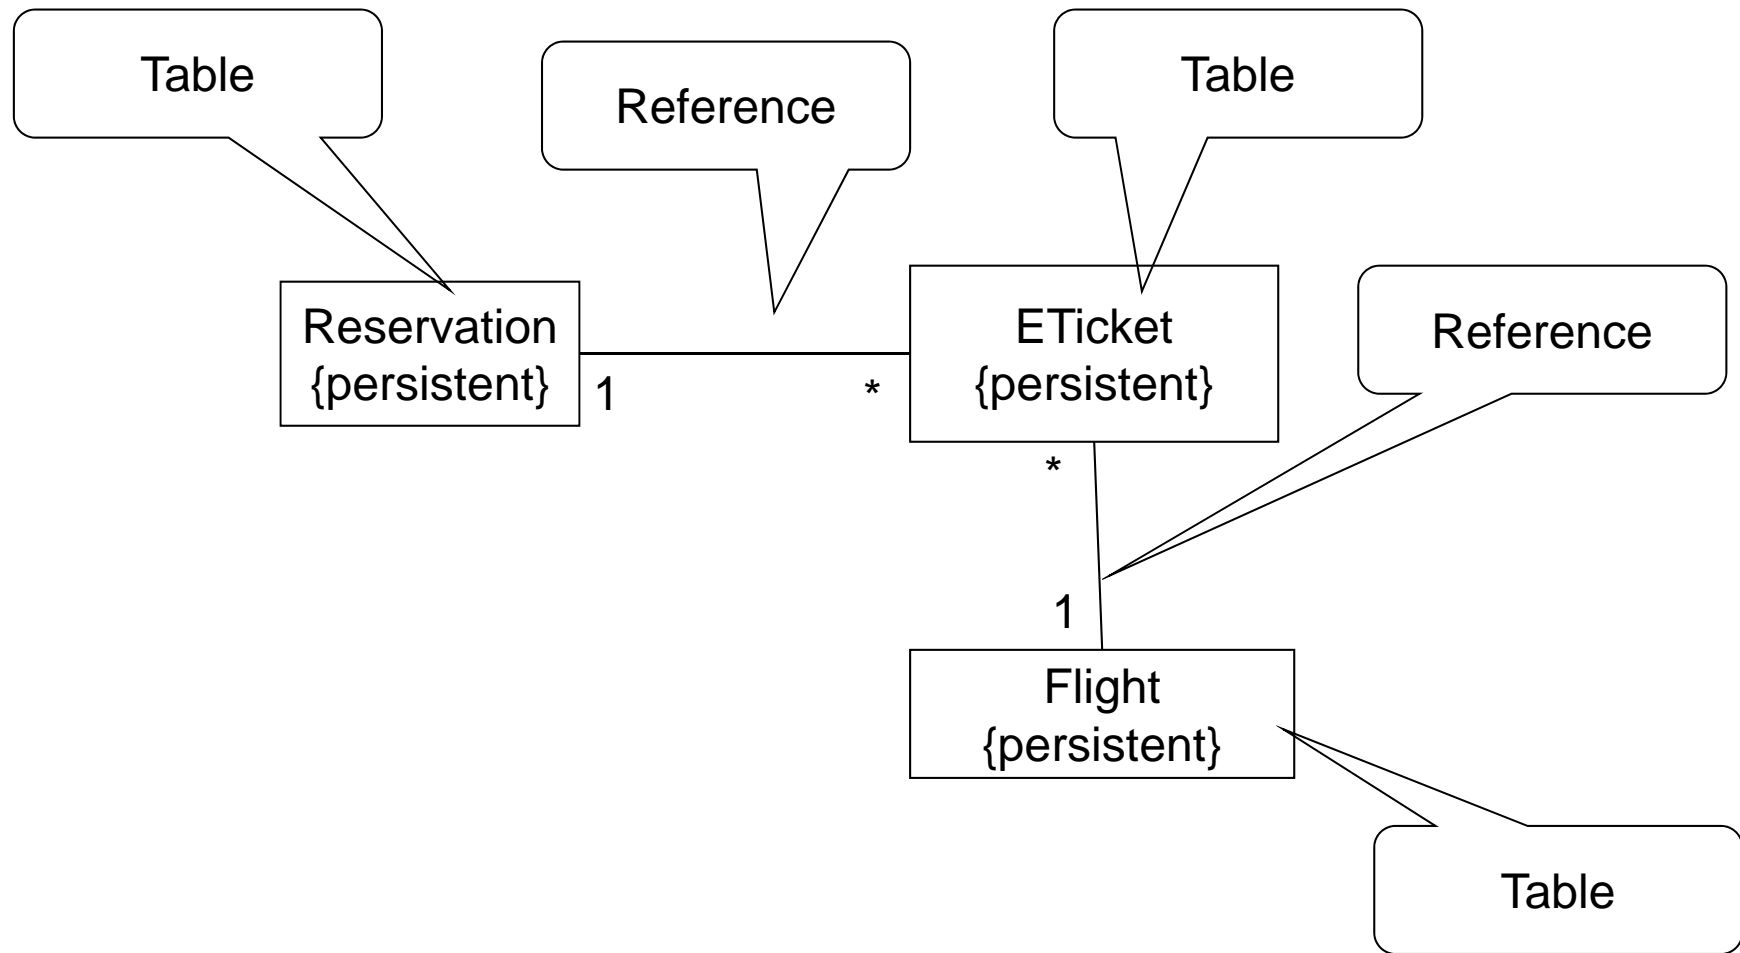 Table
Reference
Table
Reservation
{persistent}
1
*
ETicket
{persistent}
Reference
*
1
Flight
{persistent}
Table